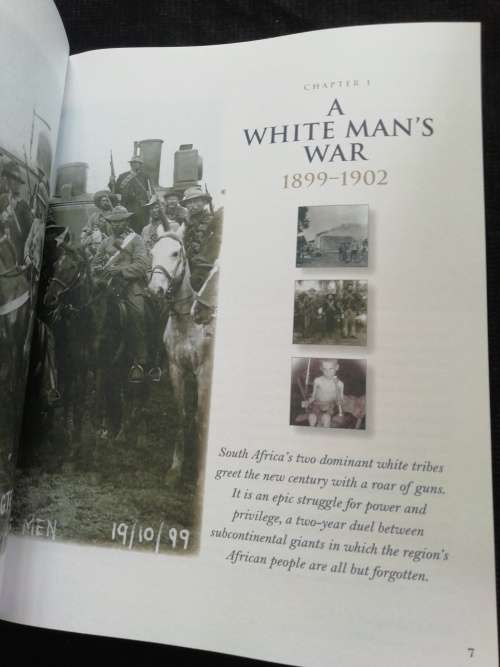 GT
MEN 19/10/99
CHAPTER 1
A
WHITE MAN'S
WAR
1899–1902
South Africa's two dominant white tribes
greet the new century with a roar of guns.
It is an epic struggle for power and
privilege, a two-year duel between
subcontinental giants in which the region's
African people are all but forgotten.
7